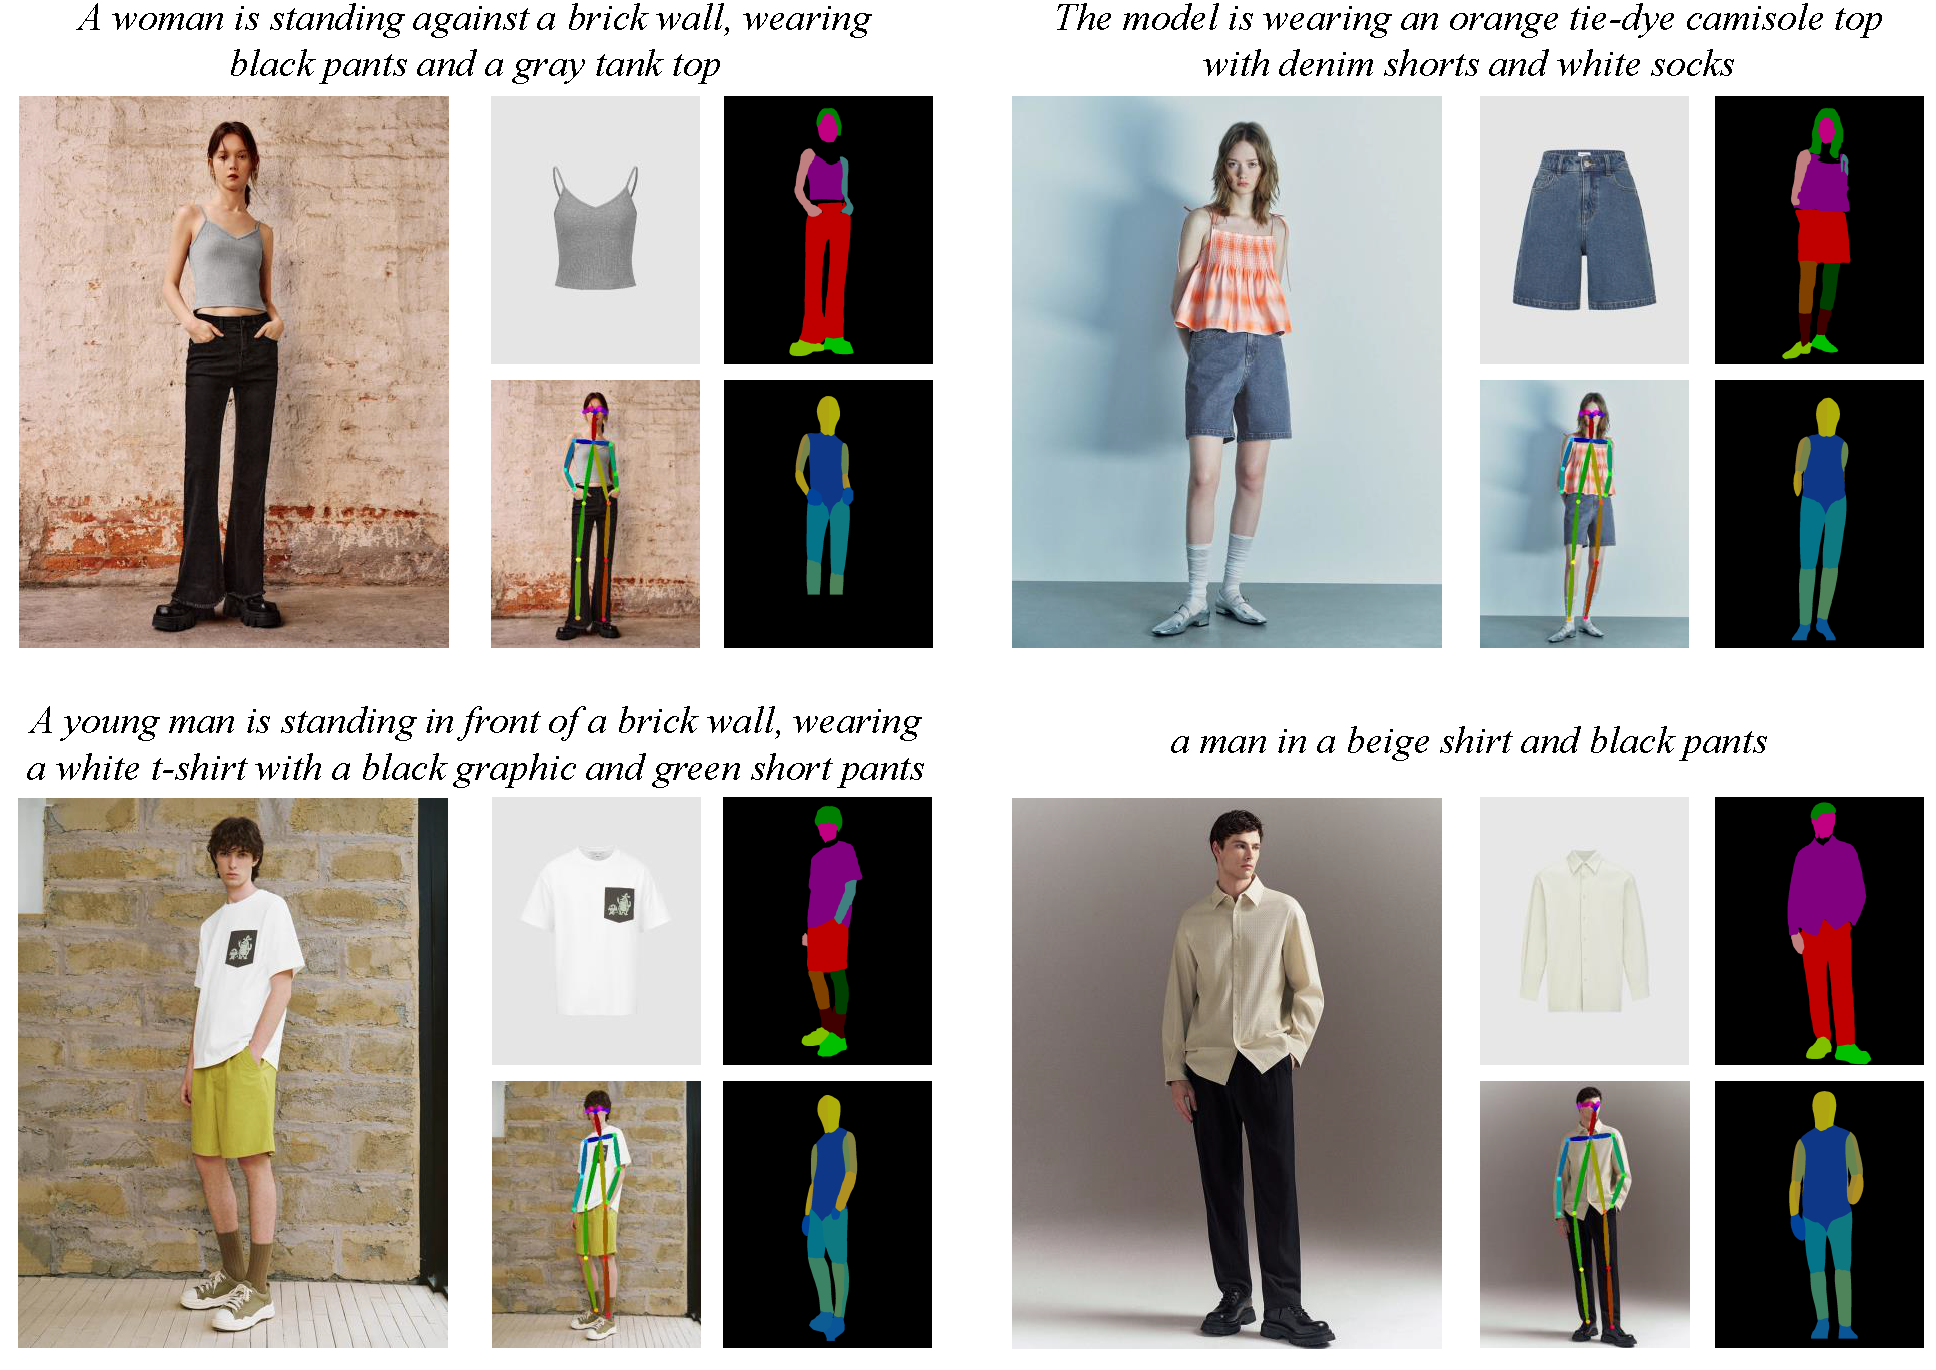 A woman is standing against a brick wall, wearing
black pants and a gray tank top
The model is wearing an orange tie-dye camisole top
with denim shorts and white socks
A young man is standing in front of a brick wall, wearing
a white t-shirt with a black graphic and green short pants
a man in a beige shirt and black pants